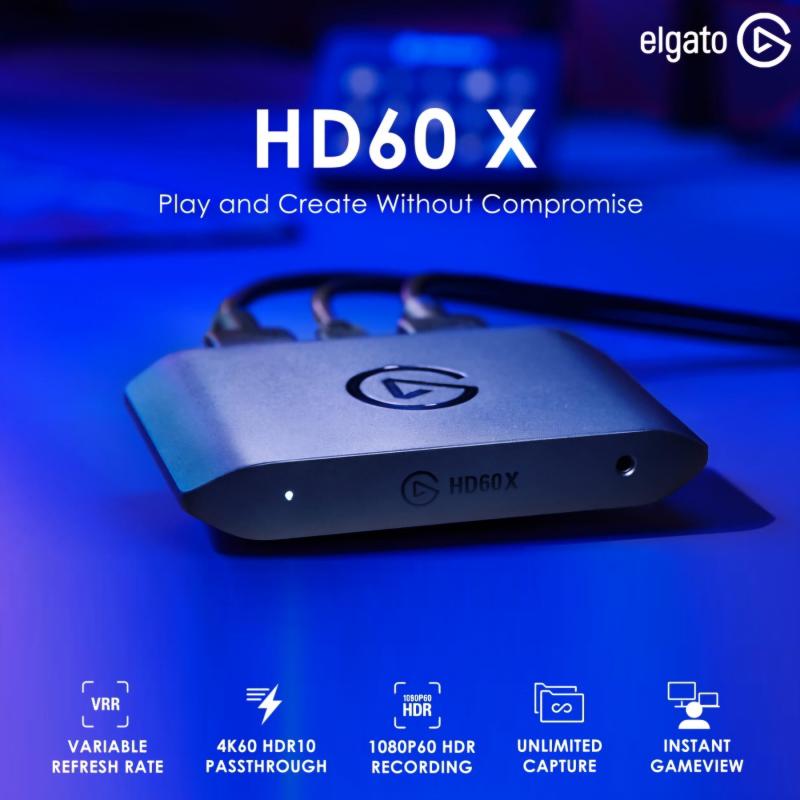 elgato
HD60 X
Play and Create Without Compromise
HD60 X
VRR
1080P60
HDR
VARIABLE
REFRESH RATE
4K60 HDR10
PASSTHROUGH
1080P60 HDR
RECORDING
UNLIMITED
CAPTURE
INSTANT
GAMEVIEW